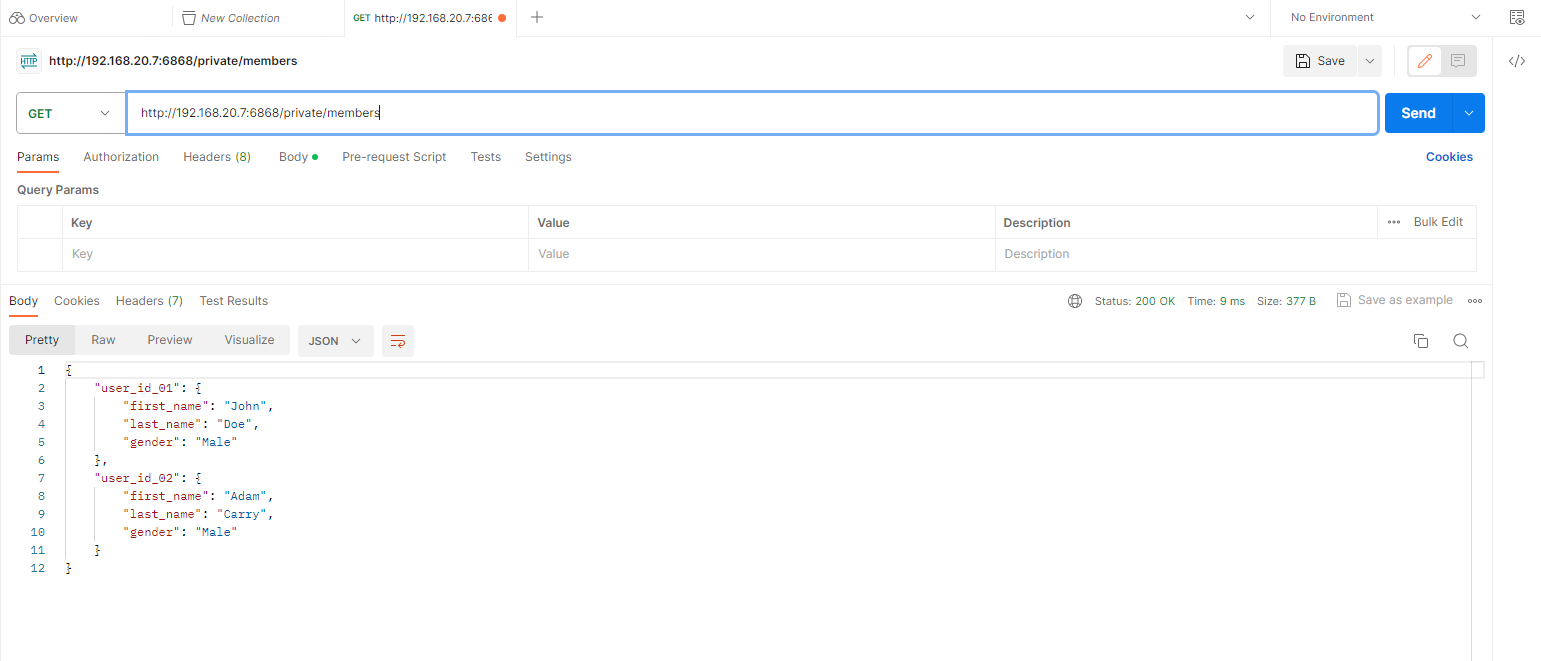 Overview New Collection GET http://192.168.20.7:686 No Environment
HTTP http://192.168.20.7:6868/private/members Save
GET http://192.168.20.7:6868/private/members Send
Params Authorization Headers (8) Body Pre-request Script Tests Settings Cookies
Query Params
Key Value Description Bulk Edit
Key Value Description
Body Cookies Headers (7) Test Results Status: 200 OK Time: 9 ms Size: 377 B Save as example
Pretty Raw Preview Visualize JSON
1 {
2 "user_id_01": {
3 "first_name": "John",
4 "last_name": "Doe",
5 "gender": "Male"
6 },
7 "user_id_02": {
8 "first_name": "Adam",
9 "last_name": "Carry",
10 "gender": "Male"
11 }
12 }